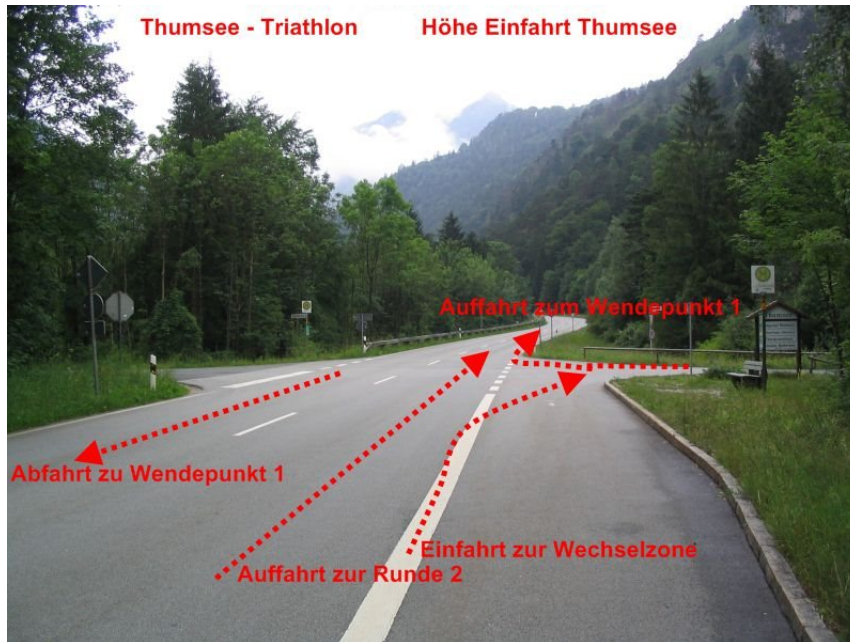 Thumsee - Triathlon
Höhe Einfahrt Thumsee
Auffahrt zum Wendepunkt 1
Thumsee
Abfahrt zu Wendepunkt 1
Einfahrt zur Wechselzone
Auffahrt zur Runde 2